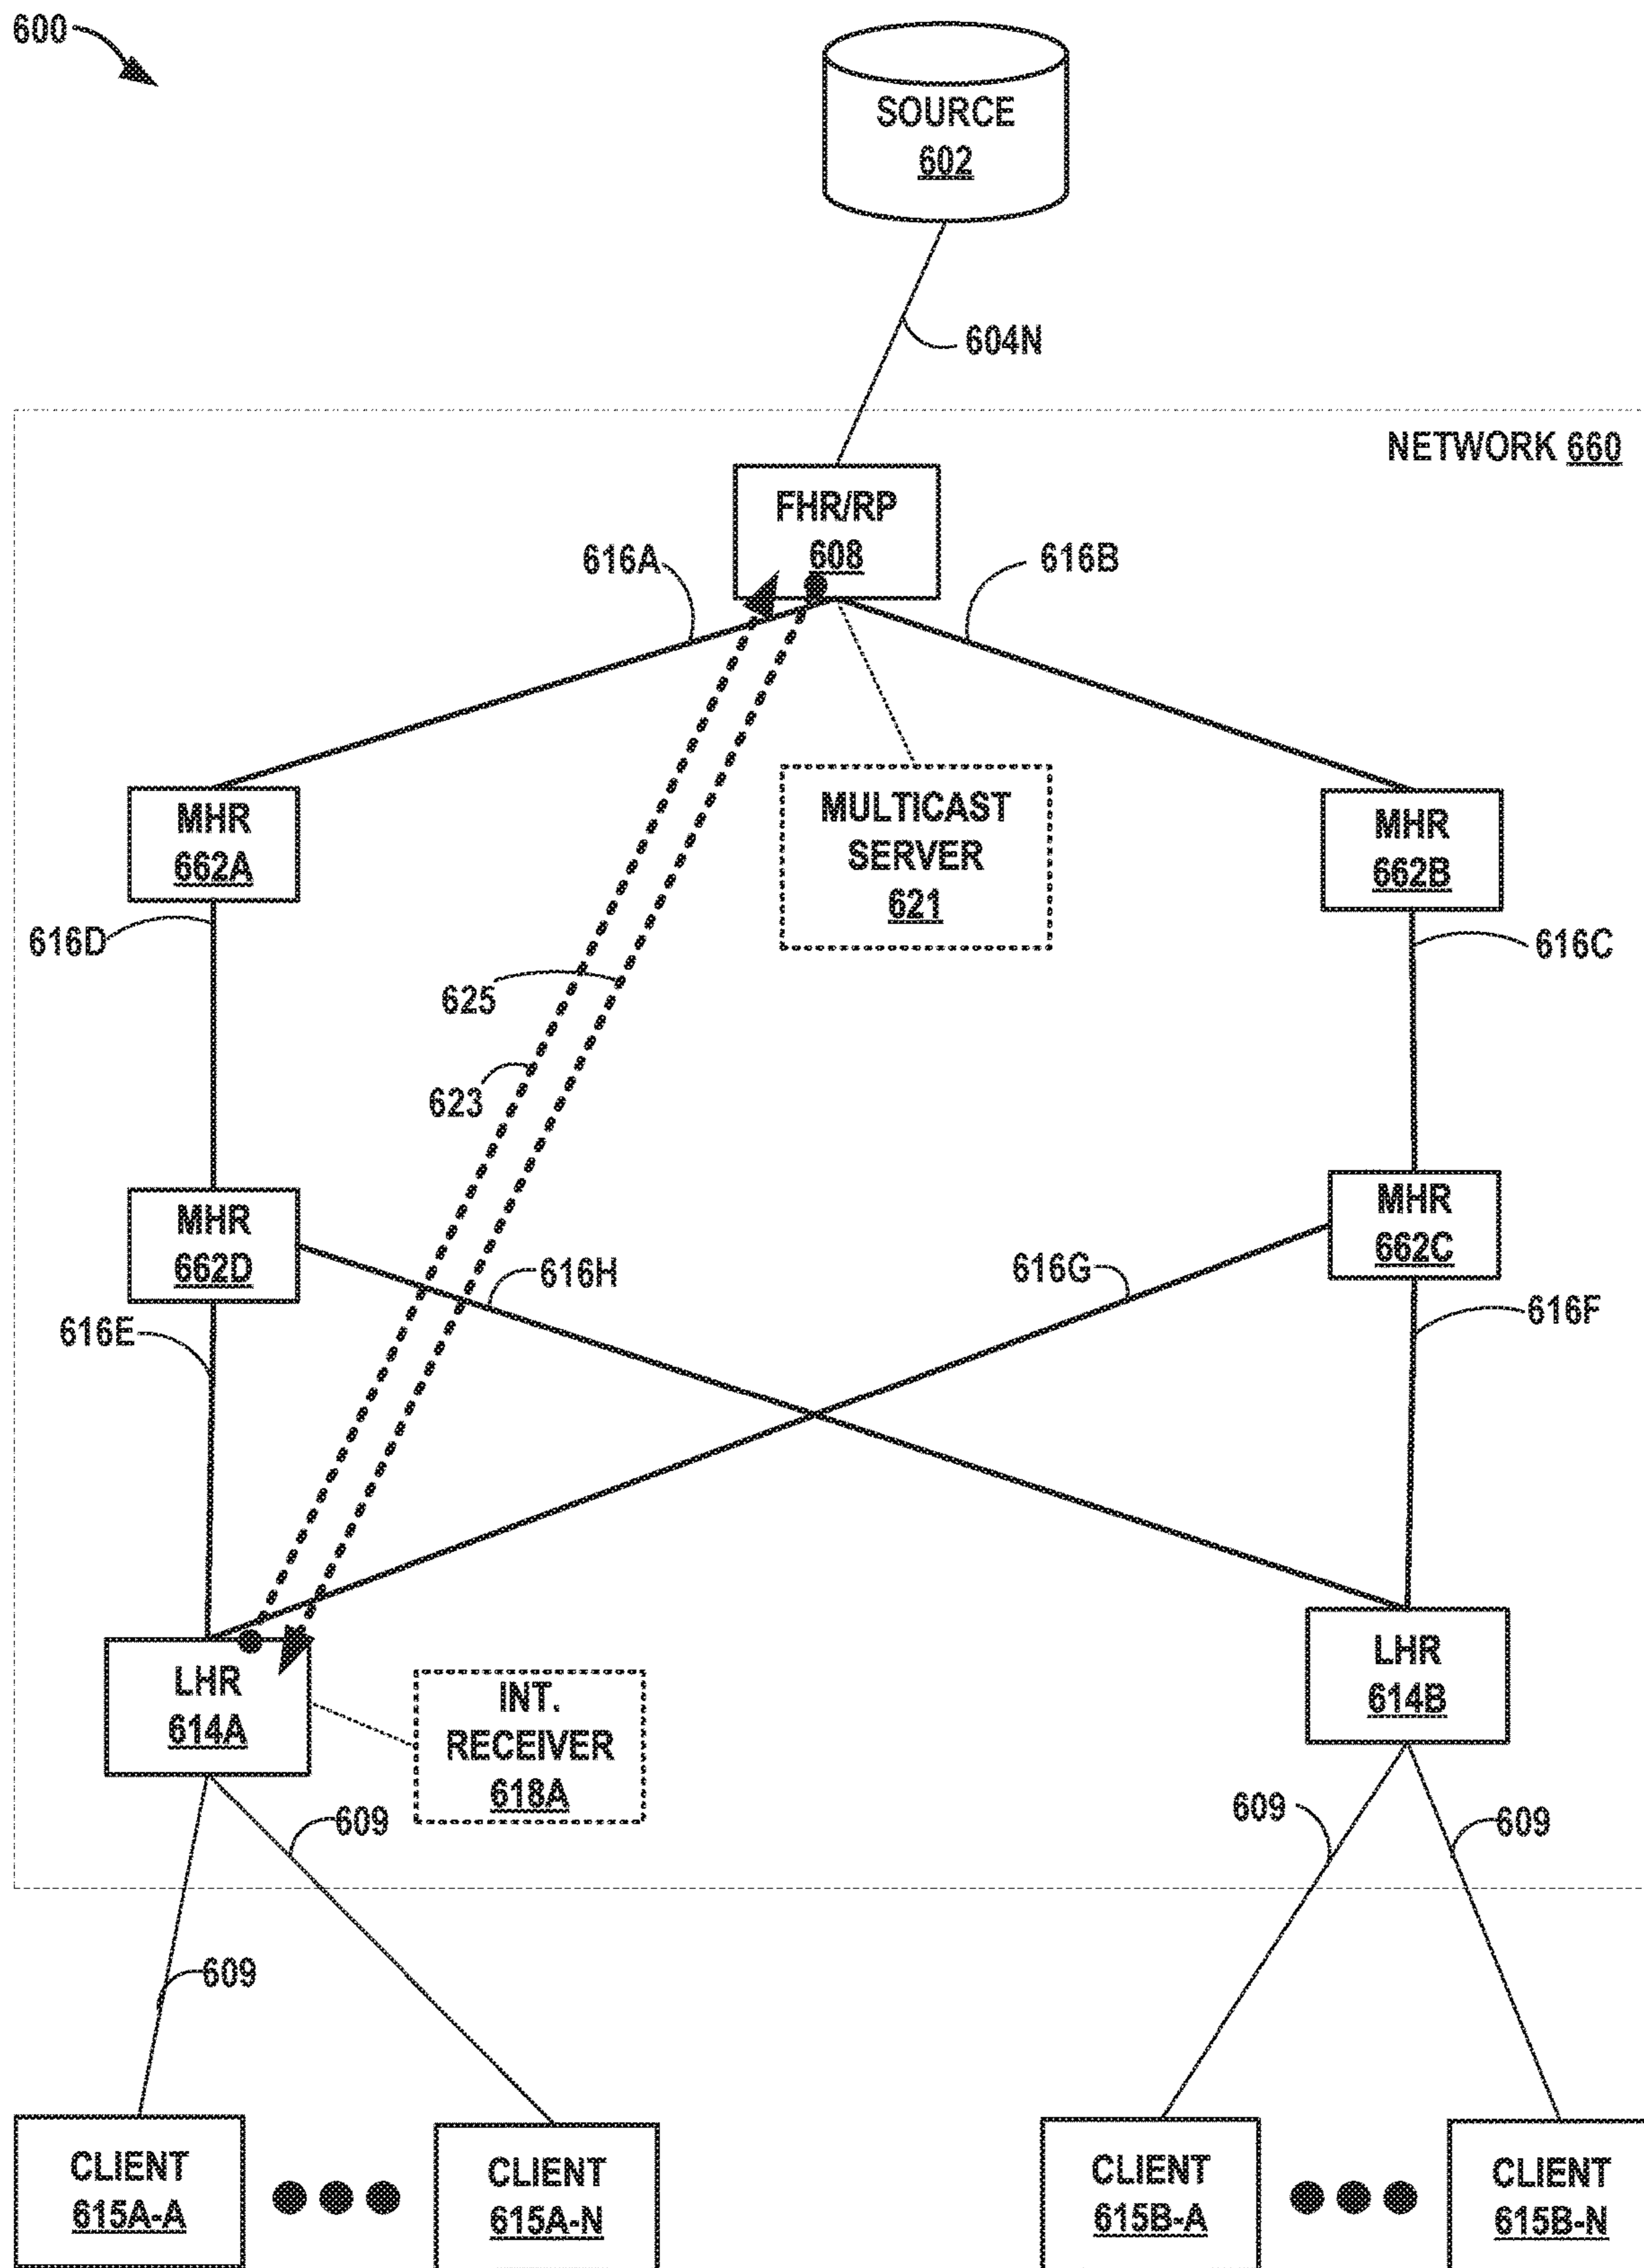 600
SOURCE
602
604N
NETWORK 660
FHR/RP
608
616A
616B
MHR
662A
MULTICAST
SERVER
621
MHR
662B
616D
616C
625
623
MHR
662D
MHR
662C
616H
616G
616E
616F
LHR
614A
INT.
RECEIVER
618A
LHR
614B
609
609
609
609
CLIENT
615A-A
CLIENT
615A-N
CLIENT
615B-A
CLIENT
615B-N